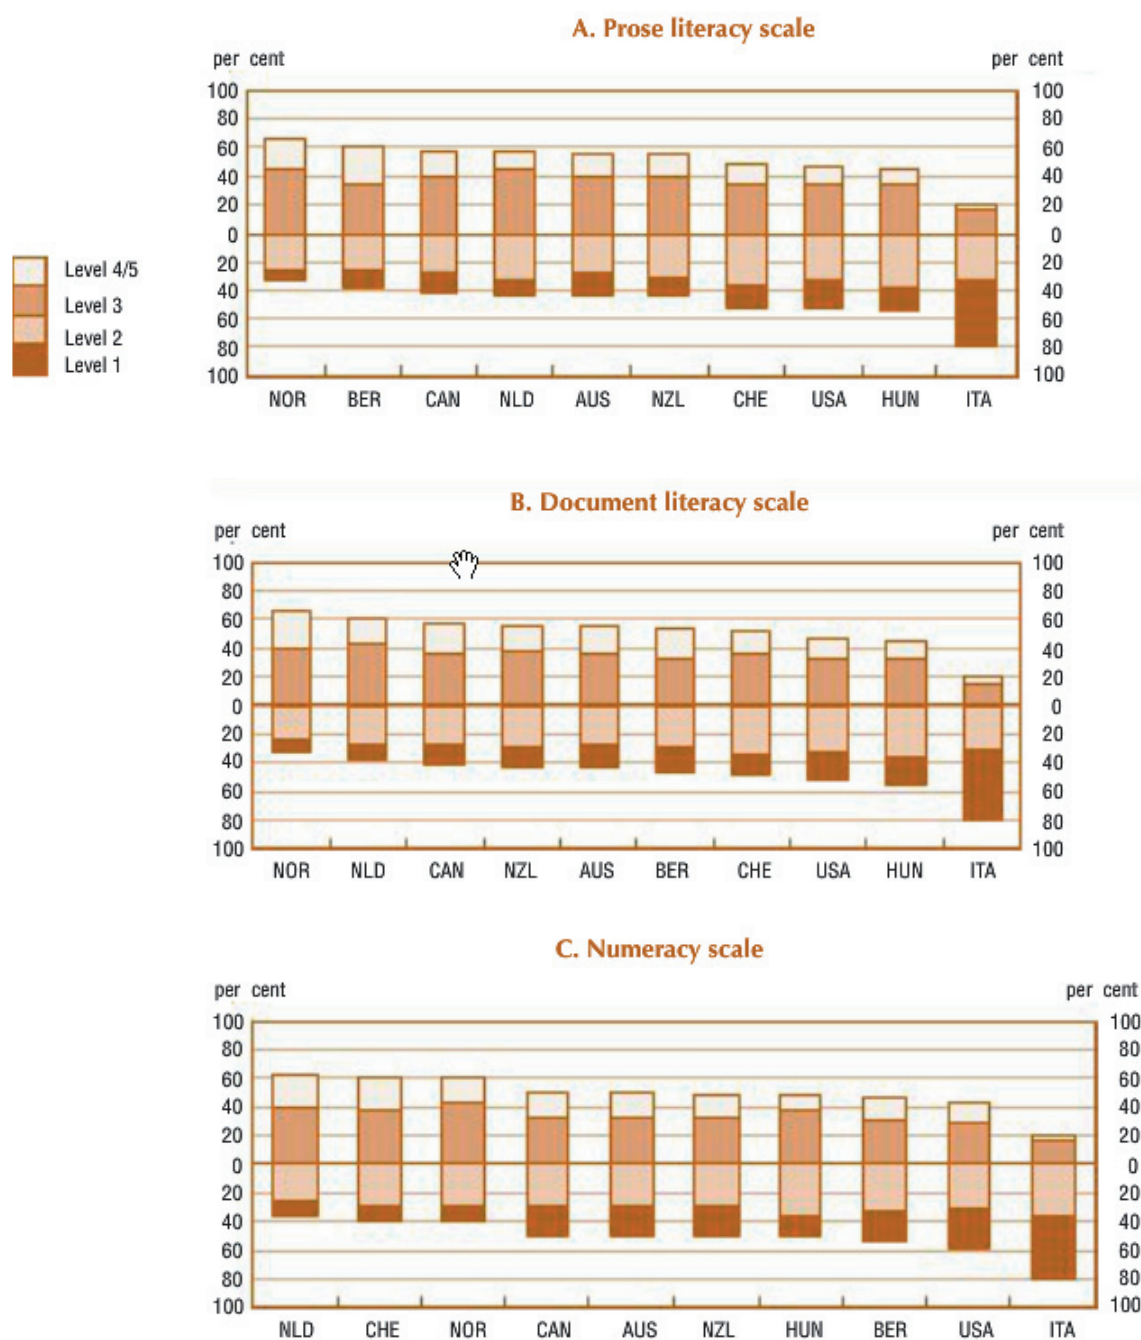 A. Prose literacy scale
per cent per cent
100 100
80 80
60 60
40 40
20 20
0 0
20 20
40 40
60 60
80 80
100 100
NOR BER CAN NLD AUS NZL CHE USA HUN ITA
Level 4/5
Level 3
Level 2
Level 1
B. Document literacy scale
per cent per cent
100 100
80 80
60 60
40 40
20 20
0 0
20 20
40 40
60 60
80 80
100 100
NOR NLD CAN NZL AUS BER CHE USA HUN ITA
C. Numeracy scale
per cent per cent
100 100
80 80
60 60
40 40
20 20
0 0
20 20
40 40
60 60
80 80
100 100
NLD CHE NOR CAN AUS NZL HUN BER USA ITA